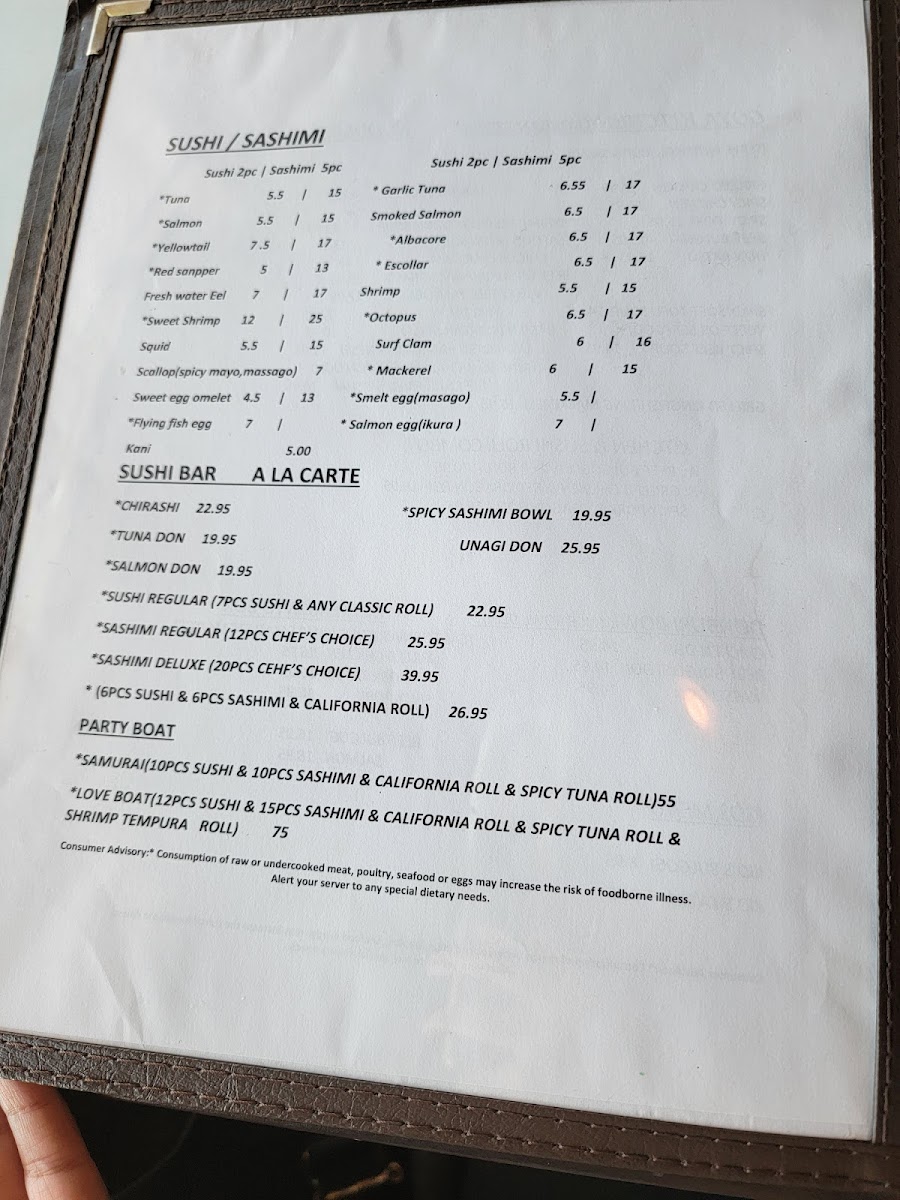 SUSHI / SASHIMI
Sushi 2pc | Sashimi 5pc
*Tuna 5.5 / 15
*Salmon 5.5 / 15
*Yellowtail 7.5 / 17
*Red sanpper 5 / 13
Fresh water Eel 7 / 17
*Sweet Shrimp 12 / 25
Squid 5.5 / 15
Scallop(spicy mayo,massago) 7
Sweet egg omelet 4.5 / 13
*Flying fish egg 7 /
Kani 5.00
Sushi 2pc | Sashimi 5pc
* Garlic Tuna 6.55 / 17
Smoked Salmon 6.5 / 17
*Albacore 6.5 / 17
* Escollar 6.5 / 17
Shrimp 5.5 / 15
*Octopus 6.5 / 17
Surf Clam 6 / 16
* Mackerel 6 / 15
*Smelt egg(masago) 5.5 /
* Salmon egg(ikura ) 7 /
SUSHI BAR A LA CARTE
*CHIRASHI 22.95
*SPICY SASHIMI BOWL 19.95
*TUNA DON 19.95
UNAGI DON 25.95
*SALMON DON 19.95
*SUSHI REGULAR (7PCS SUSHI & ANY CLASSIC ROLL) 22.95
*SASHIMI REGULAR (12PCS CHEF'S CHOICE) 25.95
*SASHIMI DELUXE (20PCS CEHF'S CHOICE) 39.95
* (6PCS SUSHI & 6PCS SASHIMI & CALIFORNIA ROLL) 26.95
PARTY BOAT
*SAMURAI(10PCS SUSHI & 10PCS SASHIMI & CALIFORNIA ROLL & SPICY TUNA ROLL)55
*LOVE BOAT(12PCS SUSHI & 15PCS SASHIMI & CALIFORNIA ROLL & SPICY TUNA ROLL &
SHRIMP TEMPURA ROLL) 75
Consumer Advisory:* Consumption of raw or undercooked meat, poultry, seafood or eggs may increase the risk of foodborne illness.
Alert your server to any special dietary needs.